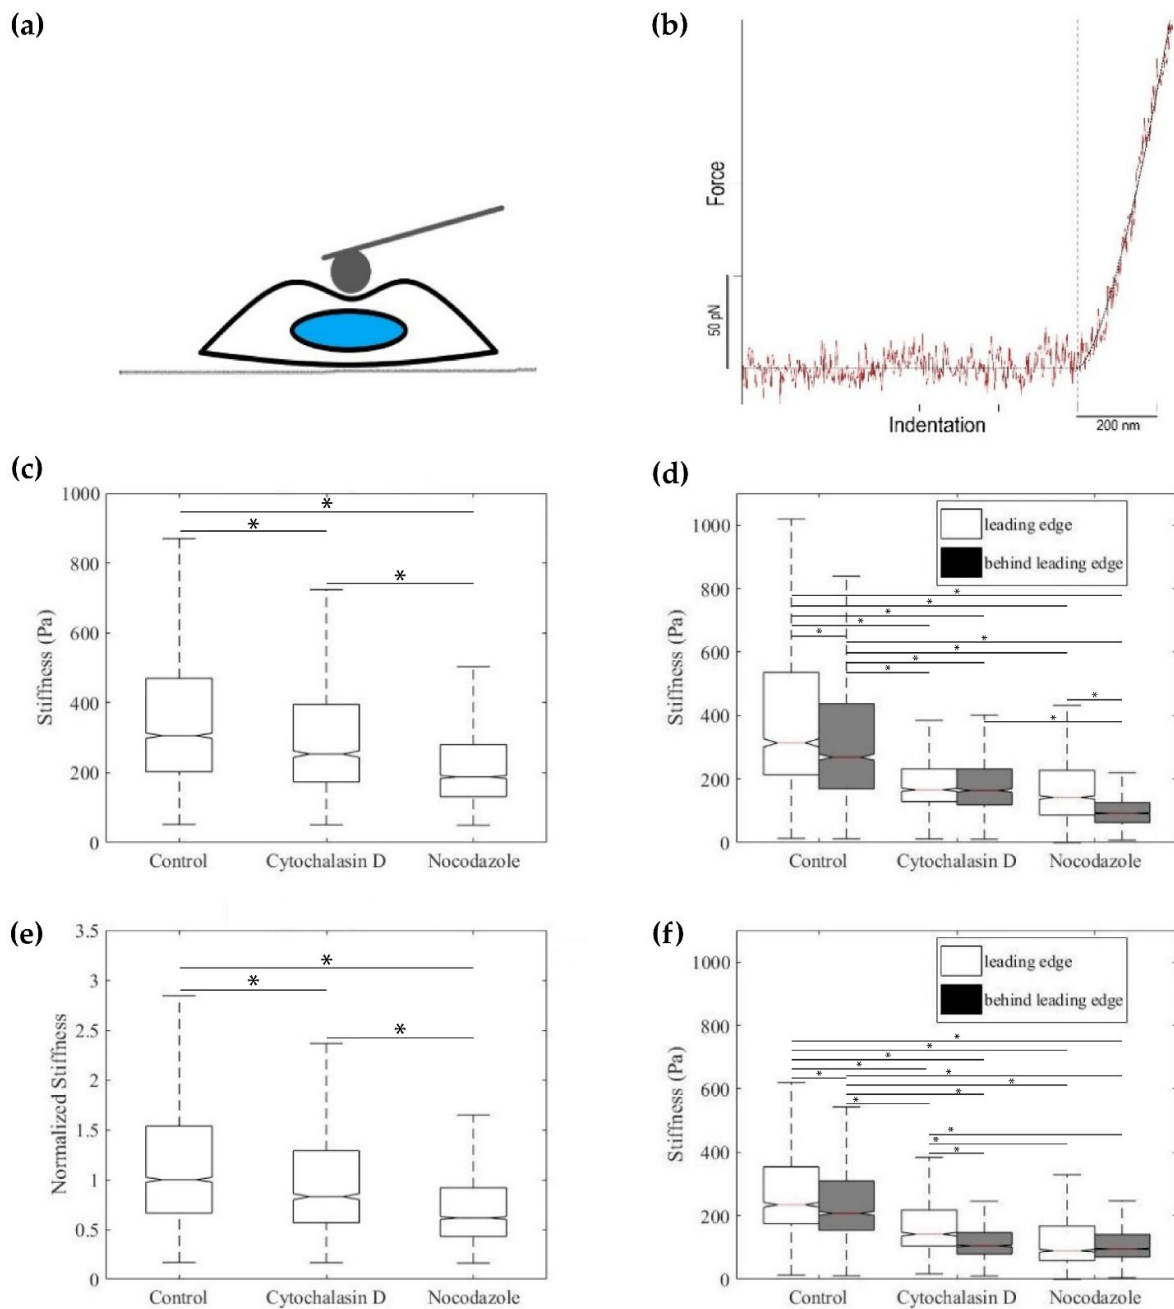 (a)
(b)
Force
50 pN
Indentation
200 nm
(c)
1000
800
600
400
200
0
Stiffness (Pa)
* 
*
*
Control
Cytochalasin D
Nocodazole
(d)
1000
800
600
400
200
0
Stiffness (Pa)
leading edge
behind leading edge
*
*
*
*
*
*
*
*
*
*
*
Control
Cytochalasin D
Nocodazole
(e)
3.5
3
2.5
2
1.5
1
0.5
0
Normalized Stiffness
*
*
*
Control
Cytochalasin D
Nocodazole
(f)
1000
800
600
400
200
0
Stiffness (Pa)
leading edge
behind leading edge
*
*
*
*
*
*
*
*
*
*
*
*
Control
Cytochalasin D
Nocodazole